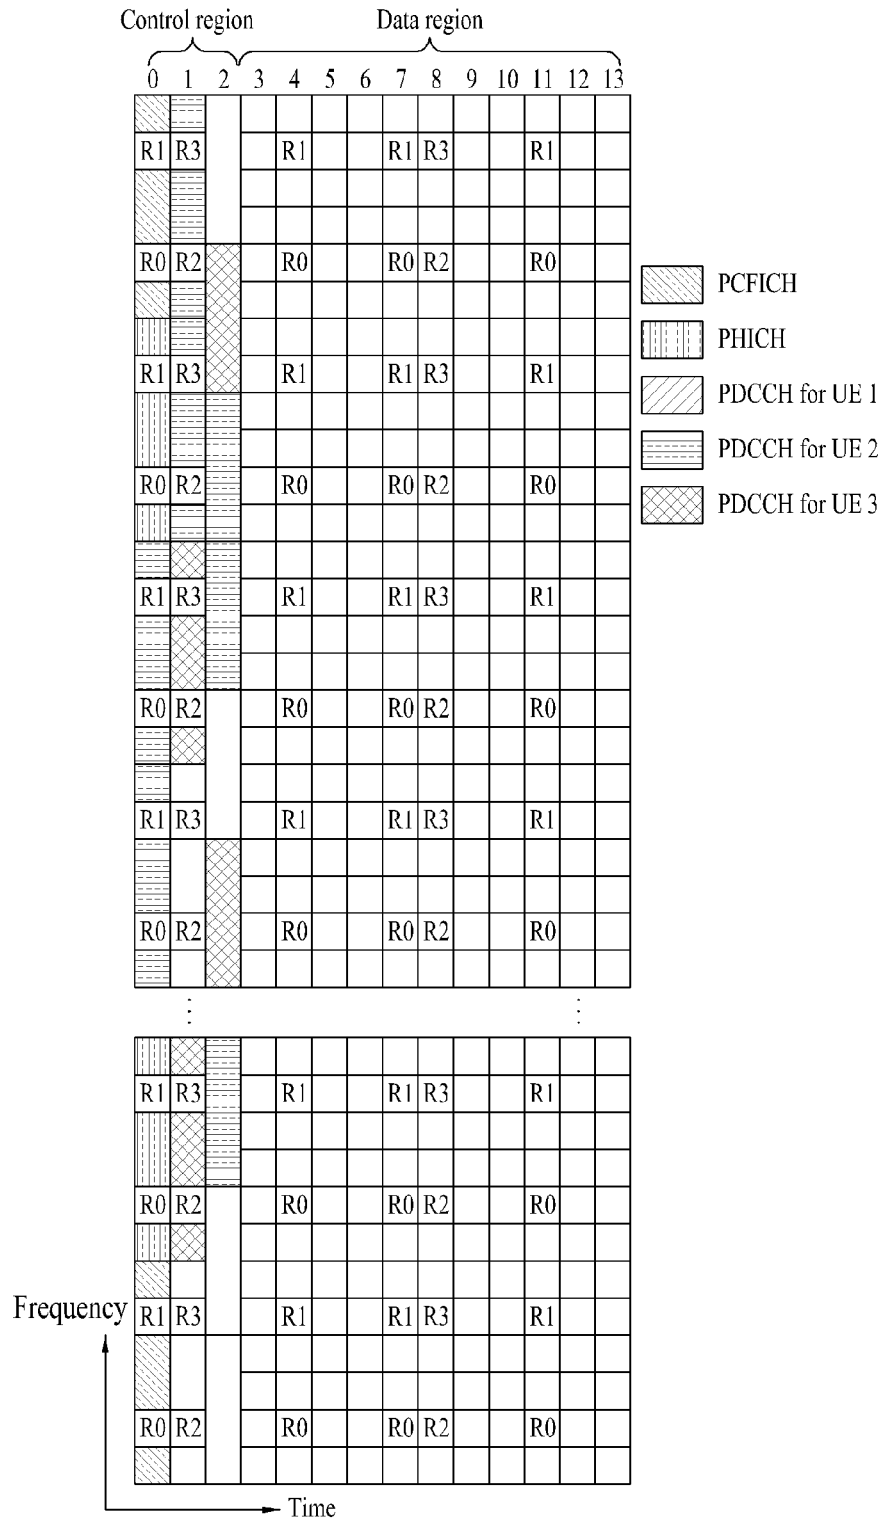 Control region Data region
0 1 2 3 4 5 6 7 8 9 10 11 12 13
R1 R3 R1 R1 R3 R1
R0 R2 R0 R0 R2 R0
PCFICH
PHICH
R1 R3 R1 R1 R3 R1
PDCCH for UE 1
PDCCH for UE 2
R0 R2 R0 R0 R2 R0
PDCCH for UE 3
R1 R3 R1 R1 R3 R1
R0 R2 R0 R0 R2 R0
R1 R3 R1 R1 R3 R1
R0 R2 R0 R0 R2 R0
R1 R3 R1 R1 R3 R1
R0 R2 R0 R0 R2 R0
Frequency
R1 R3 R1 R1 R3 R1
R0 R2 R0 R0 R2 R0
Time